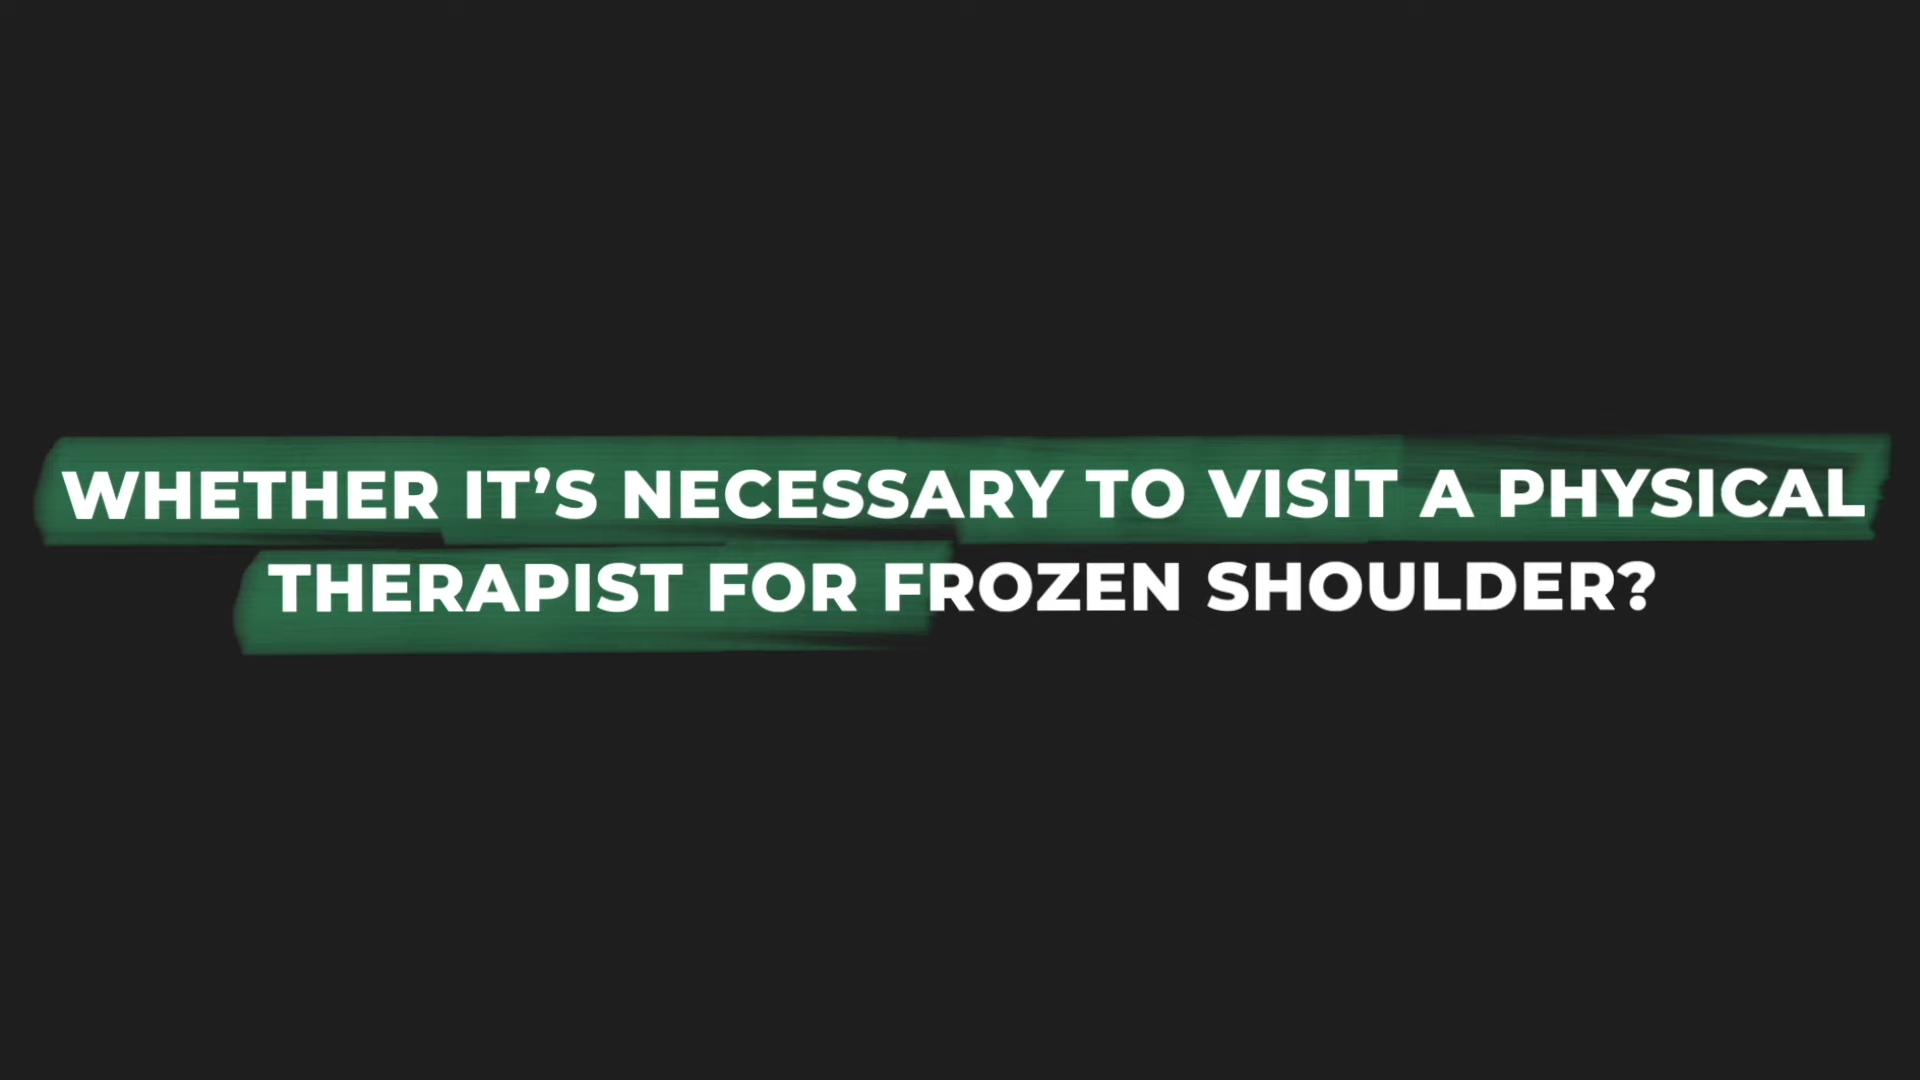 WHETHER IT’S NECESSARY TO VISIT A PHYSICAL
THERAPIST FOR FROZEN SHOULDER?